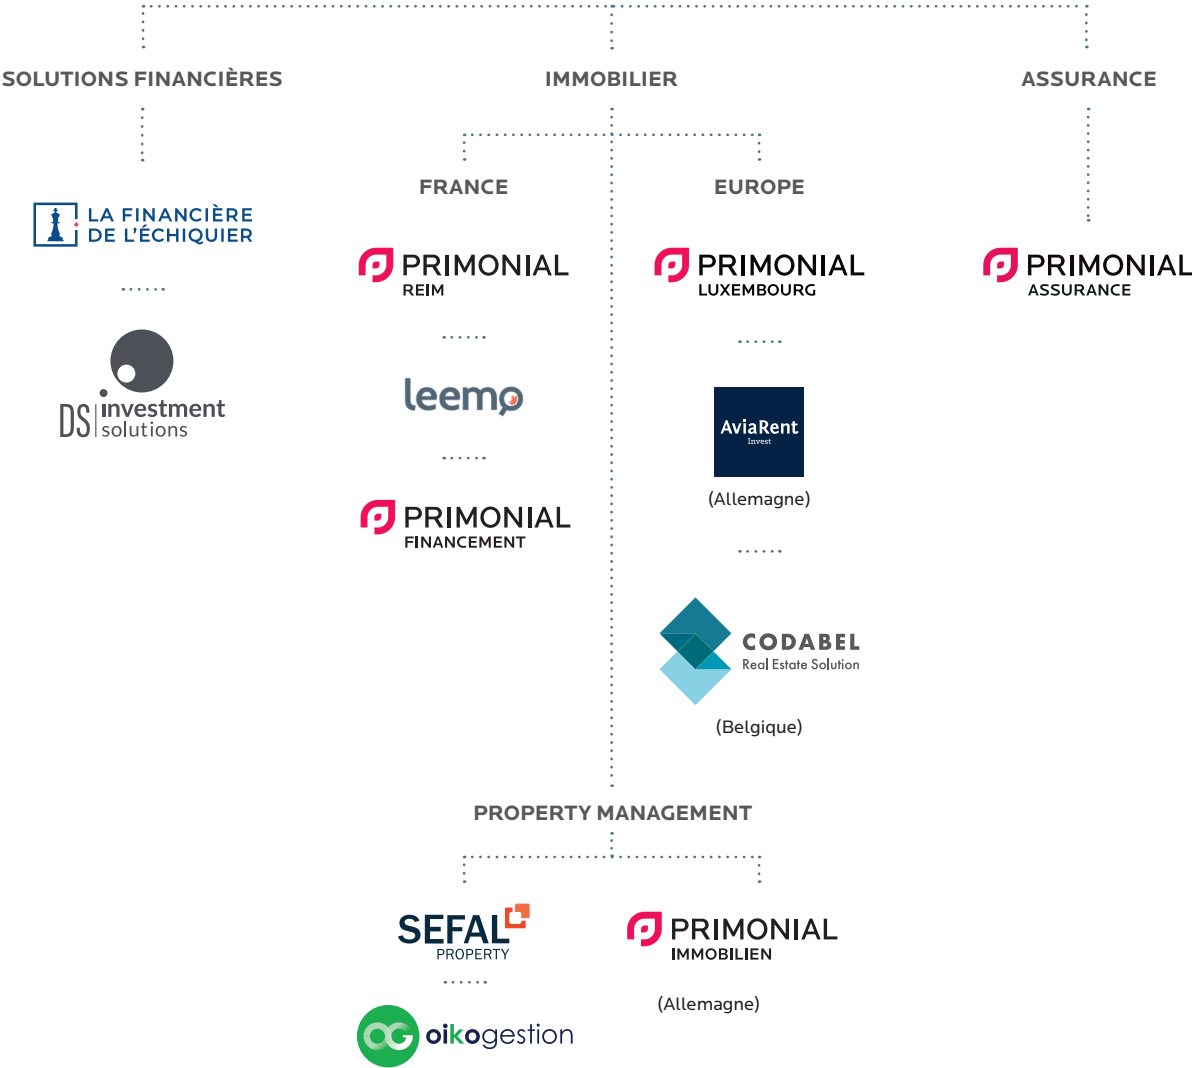 SOLUTIONS FINANCIÈRES
IMMOBILIER
ASSURANCE
FRANCE
EUROPE
LA FINANCIÈRE
DE L'ÉCHIQUIER
DS investment
solutions
PRIMONIAL
REIM
leemo
PRIMONIAL
FINANCEMENT
PRIMONIAL
LUXEMBOURG
AviaRent
Invest
(Allemagne)
CODABEL
Real Estate Solution
(Belgique)
PRIMONIAL
ASSURANCE
PROPERTY MANAGEMENT
SEFAL
PROPERTY
OG oikogestion
PRIMONIAL
IMMOBILIEN
(Allemagne)